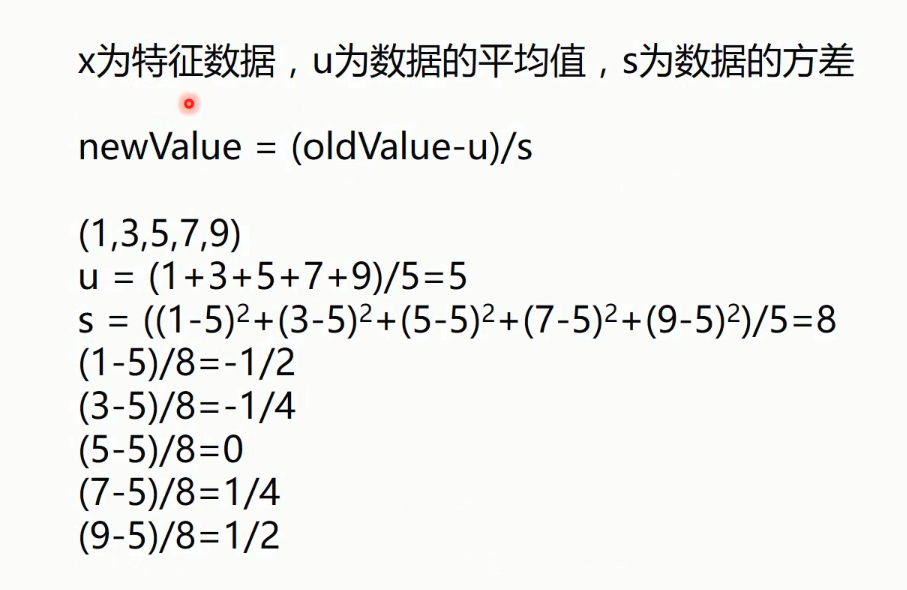 x为特征数据，u为数据的平均值，s为数据的方差
newValue = (oldValue-u)/s
(1,3,5,7,9)
u = (1+3+5+7+9)/5=5
s = ((1-5)²+(3-5)²+(5-5)²+(7-5)²+(9-5)²)/5=8
(1-5)/8=-1/2
(3-5)/8=-1/4
(5-5)/8=0
(7-5)/8=1/4
(9-5)/8=1/2